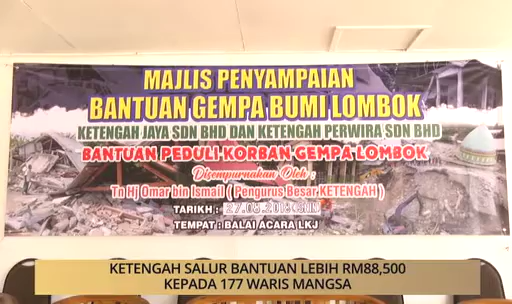 MAJLIS PENYAMPAIAN
BANTUAN GEMPA BUMI LOMBOK
KETENGAH JAYA SDN BHD DAN KETENGAH PERWIRA SDN BHD
BANTUAN PEDULI KORBAN GEMPA LOMBOK
Disempurnakan Oleh :
Tn Hj Omar bin Ismail ( Pengurus Besar KETENGAH )
TARIKH :
TEMPAT : BALAI ACARA LKJ
KETENGAH SALUR BANTUAN LEBIH RM88,500
KEPADA 177 WARIS MANGSA